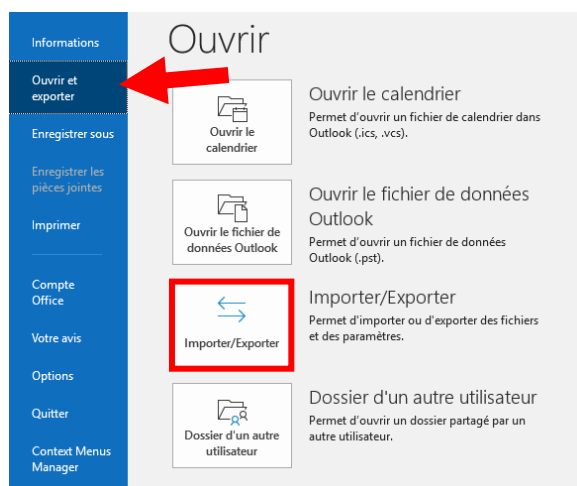 Informations
Ouvrir et
exporter
Enregistrer sous
Enregistrer les
pièces jointes
Imprimer
Compte
Office
Votre avis
Options
Quitter
Context Menus
Manager
Ouvrir
Ouvrir le
calendrier
Ouvrir le calendrier
Permet d'ouvrir un fichier de calendrier dans
Outlook (.ics, .vcs).
Ouvrir le fichier de
données Outlook
Ouvrir le fichier de données
Outlook
Permet d'ouvrir un fichier de données
Outlook (.pst).
Importer/Exporter
Importer/Exporter
Permet d'importer ou d'exporter des fichiers
et des paramètres.
Dossier d'un autre
utilisateur
Dossier d'un autre utilisateur
Permet d'ouvrir un dossier partagé par un
autre utilisateur.